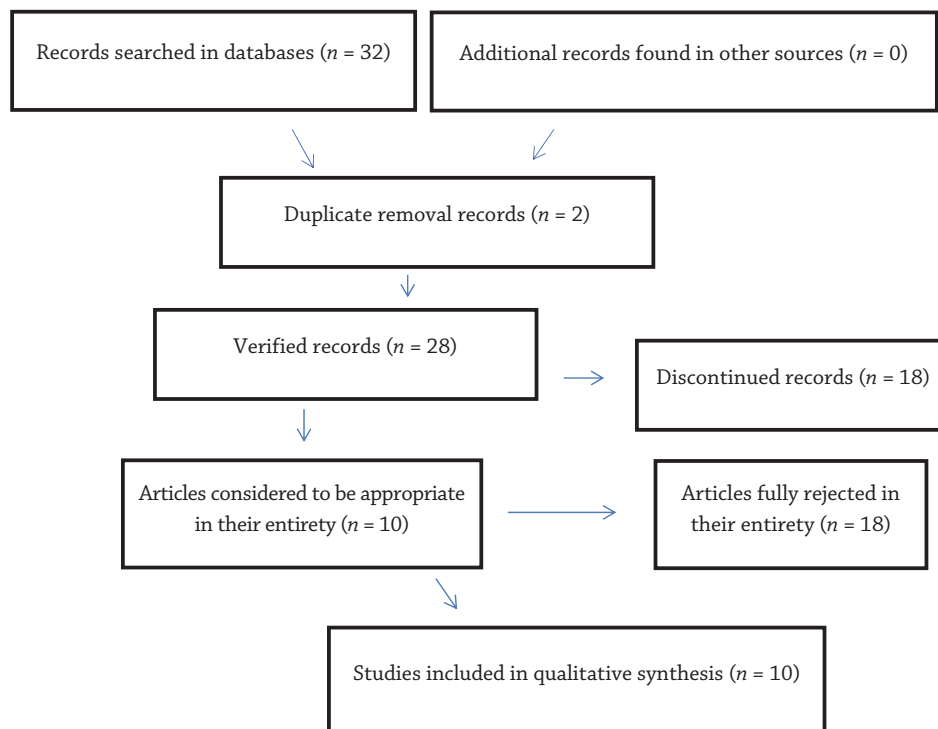 Records searched in databases (n = 32)
Additional records found in other sources (n = 0)
Duplicate removal records (n = 2)
Verified records (n = 28)
Discontinued records (n = 18)
Articles considered to be appropriate
in their entirety (n = 10)
Articles fully rejected in
their entirety (n = 18)
Studies included in qualitative synthesis (n = 10)